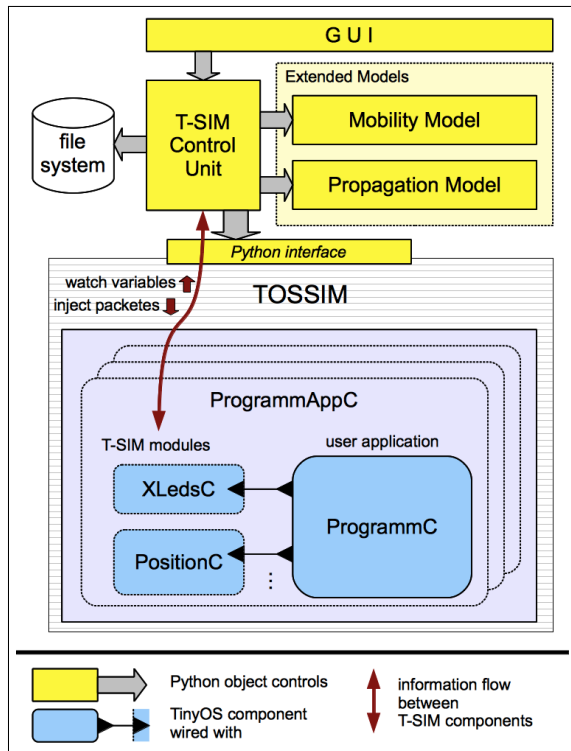 G U I
Extended Models
T-SIM
Control
Unit
file
system
Mobility Model
Propagation Model
Python interface
watch variables
inject packetes
TOSSIM
ProgrammAppC
T-SIM modules
user application
XLedsC
ProgrammC
PositionC
...
Python object controls
TinyOS component
wired with
information flow
between
T-SIM components